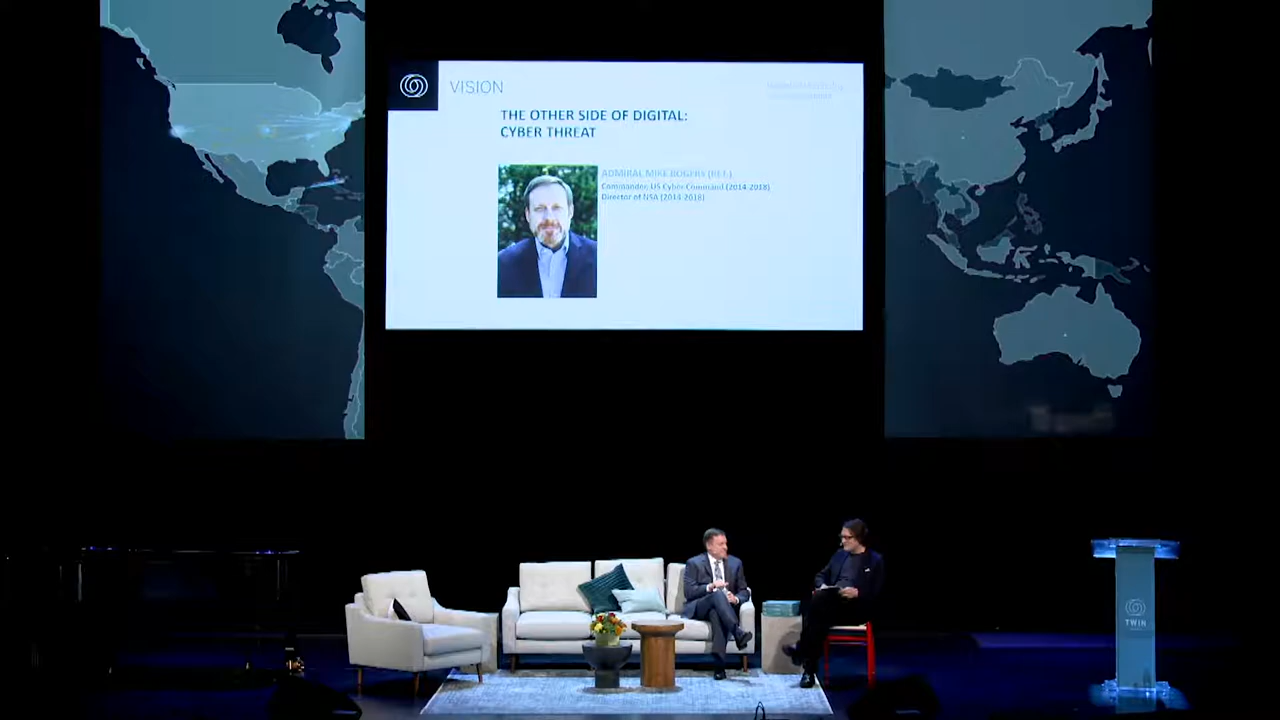 VISION
THE OTHER SIDE OF DIGITAL:
CYBER THREAT
ADMIRAL MIKE ROGERS (RET.)
Commander, US Cyber Command (2014-2018)
Director of NSA (2014-2018)
TWIN